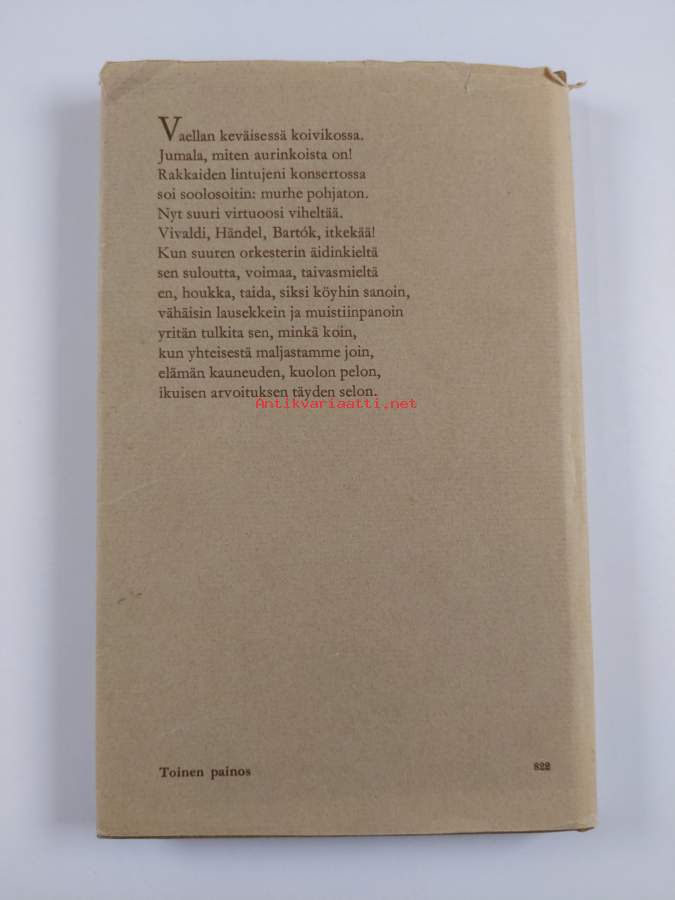 Vaellan keväisessä koivikossa.
Jumala, miten aurinkoista on!
Rakkaiden lintujeni konsertossa
soi soolosoitin: murhe pohjaton.
Nyt suuri virtuoosi viheltää.
Vivaldi, Händel, Bartók, itkekää!
Kun suuren orkesterin äidinkieltä
sen suloutta, voimaa, taivasmieltä
en, houkka, taida, siksi köyhin sanoin,
vähäisin lausekkein ja muistiinpanoin
yritän tulkita sen, minkä koin,
kun yhteisestä maljastamme join,
elämän kauneuden, kuolon pelon,
ikuisen arvoituksen täyden selon.
Antikvariaatti.net
Toinen painos
822